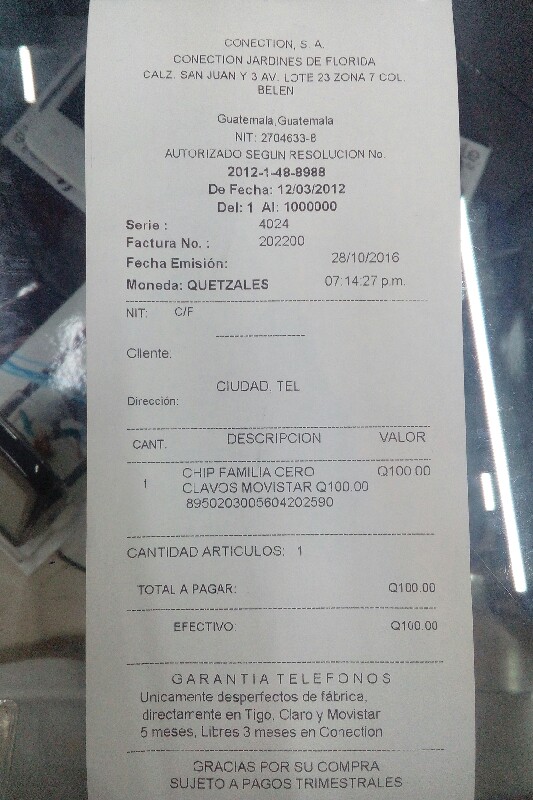 CONECTION, S. A.
CONECTION JARDINES DE FLORIDA
CALZ. SAN JUAN Y 3 AV. LOTE 23 ZONA 7 COL.
BELEN
Guatemala,Guatemala
NIT: 2704633-8
AUTORIZADO SEGUN RESOLUCION No.
2012-1-48-8988
De Fecha: 12/03/2012
Del: 1 Al: 1000000
Serie : 4024
Factura No. : 202200
Fecha Emisión: 28/10/2016
Moneda: QUETZALES 07:14:27 p.m.
NIT: C/F
Cliente:
CIUDAD. TEL
Dirección:
CANT. DESCRIPCION VALOR
1 CHIP FAMILIA CERO Q100.00
CLAVOS MOVISTAR Q100.00
8950203005604202590
CANTIDAD ARTICULOS: 1
TOTAL A PAGAR: Q100.00
EFECTIVO: Q100.00
GARANTIA TELEFONOS
Unicamente desperfectos de fábrica,
directamente en Tigo, Claro y Movistar
5 meses, Libres 3 meses en Conection
GRACIAS POR SU COMPRA
SUJETO A PAGOS TRIMESTRALES